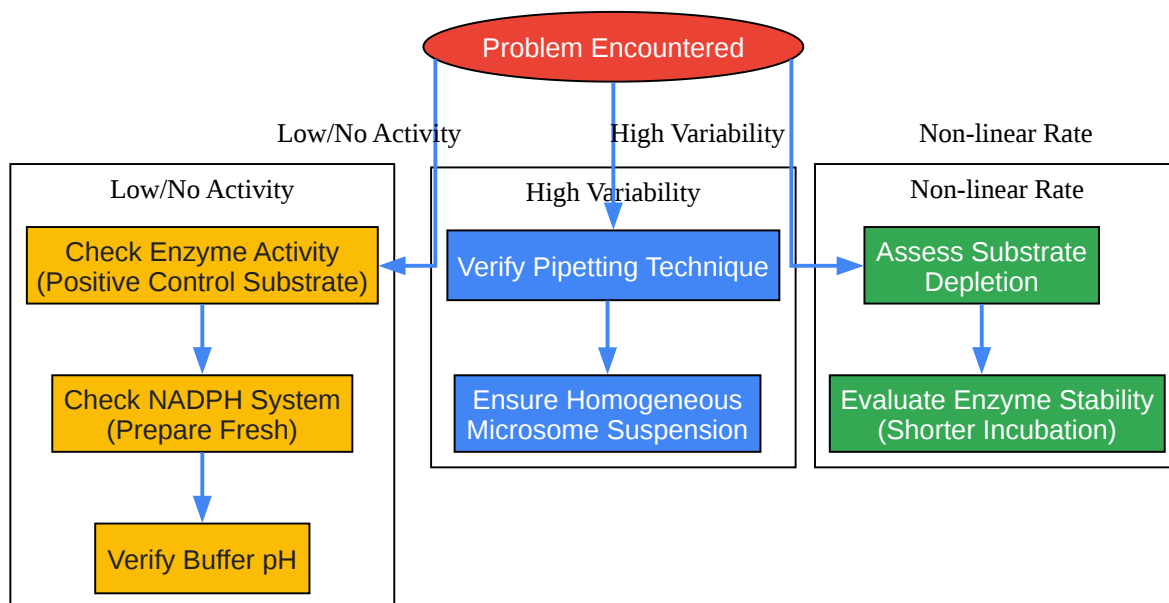 Problem Encountered
Low/No Activity
High Variability
Non-linear Rate
Low/No Activity
Check Enzyme Activity
(Positive Control Substrate)
Check NADPH System
(Prepare Fresh)
Verify Buffer pH
High Variability
Verify Pipetting Technique
Ensure Homogeneous
Microsome Suspension
Non-linear Rate
Assess Substrate
Depletion
Evaluate Enzyme Stability
(Shorter Incubation)